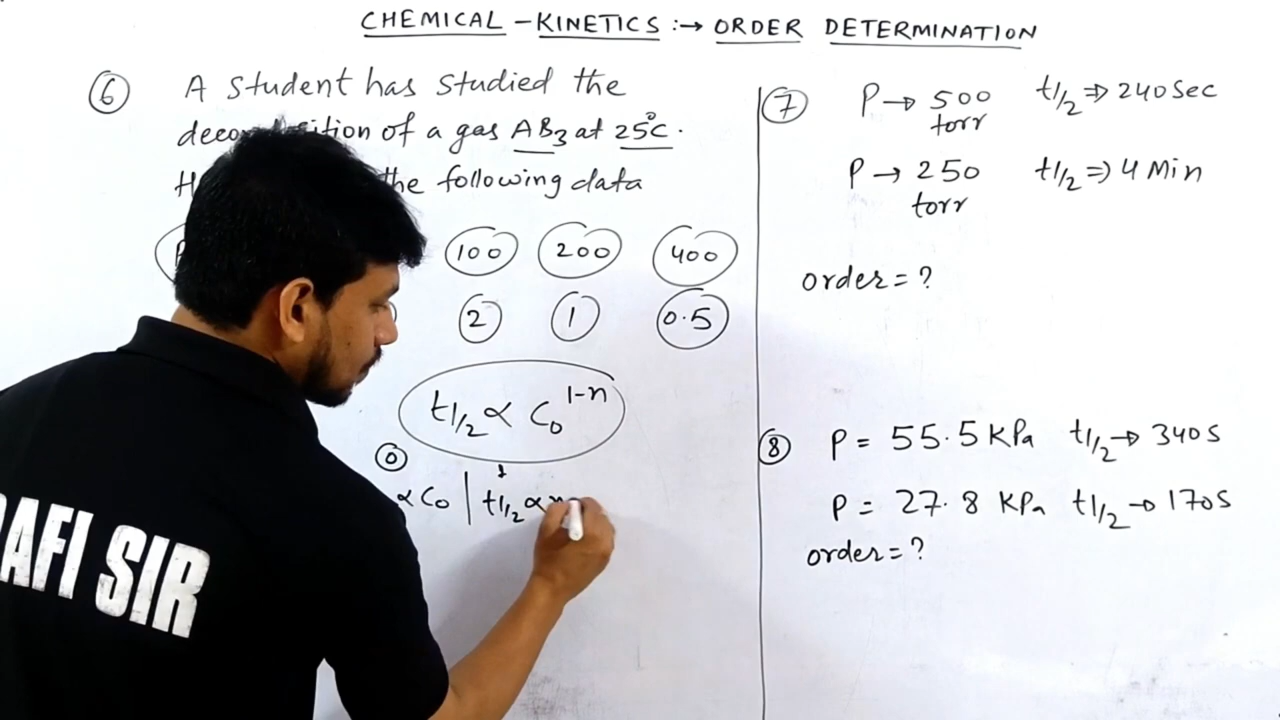 CHEMICAL - KINETICS :→ ORDER DETERMINATION
⑥ A student has studied the
of a gas AB3 at 25°C.
the following data
100 200 400
2 1 0.5
t1/2 ∝ C0^1-n
0
∝ C0 | t1/2 ∝
⑦ P → 500 torr t1/2 ⇒ 240 Sec
P → 250 torr t1/2 ⇒ 4 Min
order = ?
⑧ P = 55.5 KPa t1/2 → 340 S
P = 27.8 KPa t1/2 → 170 S
order = ?
AFI SIR